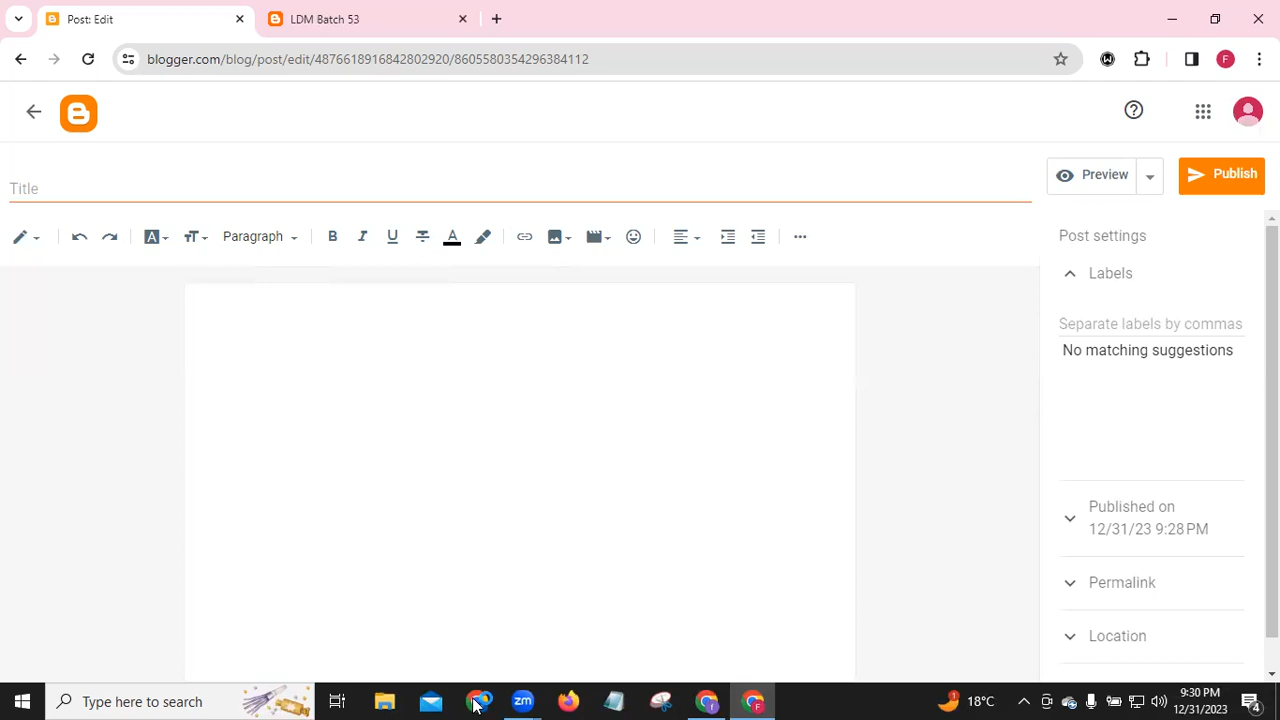 Post: Edit
LDM Batch 53
blogger.com/blog/post/edit/4876618916842802920/8605580354296384112
F
Title
Preview
Publish
Paragraph
B I U A
Post settings
Labels
Separate labels by commas
No matching suggestions
Published on
12/31/23 9:28 PM
Permalink
Location
Type here to search
zm
18°C
9:30 PM
12/31/2023
4